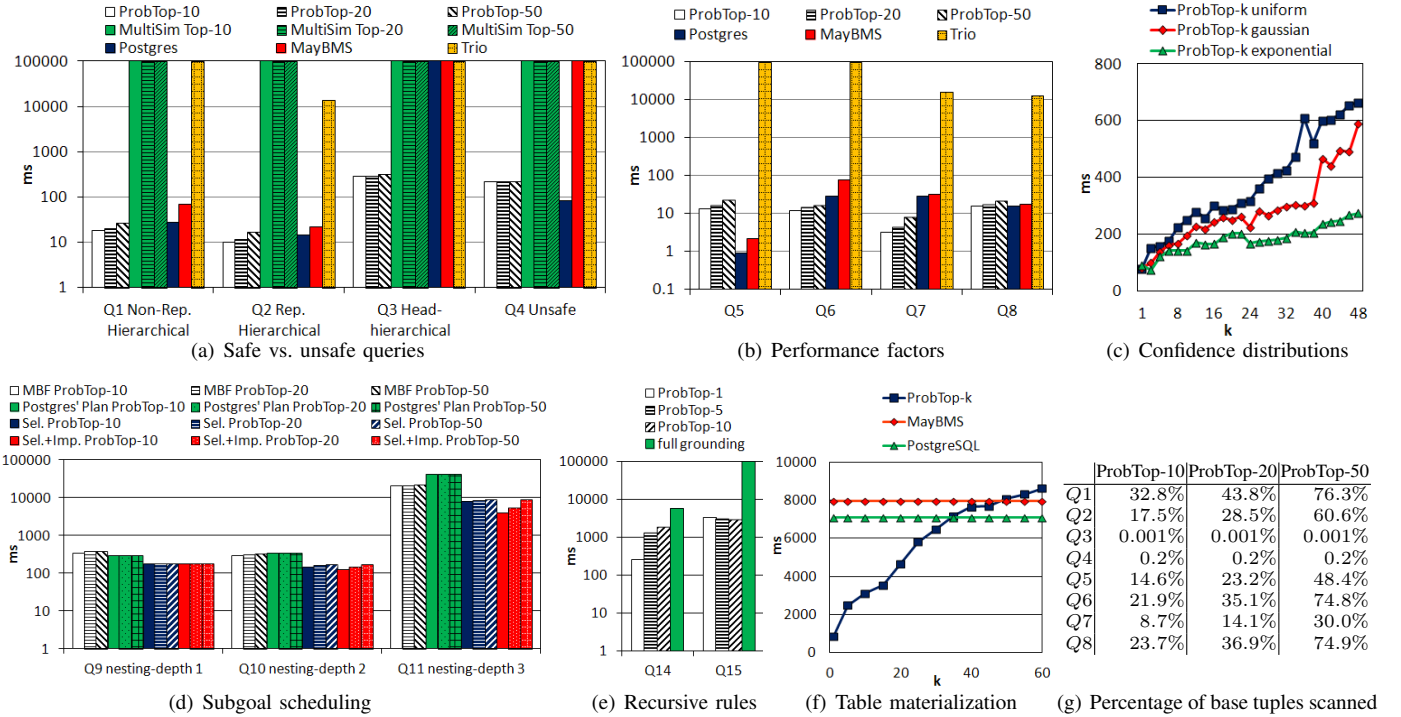 ProbTop-10 ProbTop-20 ProbTop-50
MultiSim Top-10 MultiSim Top-20 MultiSim Top-50
Postgres MayBMS Trio
100000
10000
1000
100
10
1
ms
Q1 Non-Rep. Hierarchical
Q2 Rep. Hierarchical
Q3 Head-hierarchical
Q4 Unsafe
(a) Safe vs. unsafe queries
ProbTop-10 ProbTop-20 ProbTop-50
Postgres MayBMS Trio
100000
10000
1000
100
10
1
0.1
ms
Q5 Q6 Q7 Q8
(b) Performance factors
ProbTop-k uniform
ProbTop-k gaussian
ProbTop-k exponential
800
600
400
200
0
ms
1 8 16 24 32 40 48
k
(c) Confidence distributions
MBF ProbTop-10 MBF ProbTop-20 MBF ProbTop-50
Postgres' Plan ProbTop-10 Postgres' Plan ProbTop-20 Postgres' Plan ProbTop-50
Sel. ProbTop-10 Sel. ProbTop-20 Sel. ProbTop-50
Sel.+Imp. ProbTop-10 Sel.+Imp. ProbTop-20 Sel.+Imp. ProbTop-50
100000
10000
1000
100
10
1
ms
Q9 nesting-depth 1 Q10 nesting-depth 2 Q11 nesting-depth 3
(d) Subgoal scheduling
ProbTop-1
ProbTop-5
ProbTop-10
full grounding
100000
10000
1000
100
10
1
ms
Q14 Q15
(e) Recursive rules
ProbTop-k
MayBMS
PostgreSQL
10000
8000
6000
4000
2000
0
ms
0 20 40 60
k
(f) Table materialization
ProbTop-10 ProbTop-20 ProbTop-50
Q1 32.8% 43.8% 76.3%
Q2 17.5% 28.5% 60.6%
Q3 0.001% 0.001% 0.001%
Q4 0.2% 0.2% 0.2%
Q5 14.6% 23.2% 48.4%
Q6 21.9% 35.1% 74.8%
Q7 8.7% 14.1% 30.0%
Q8 23.7% 36.9% 74.9%
(g) Percentage of base tuples scanned